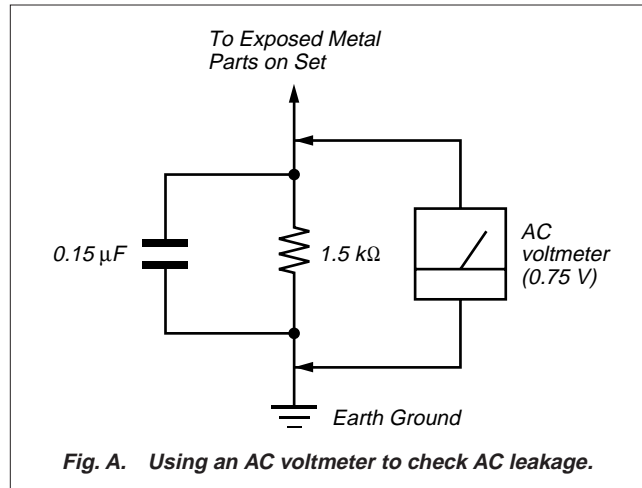 To Exposed Metal
Parts on Set
0.15 µF
1.5 kΩ
AC
voltmeter
(0.75 V)
Earth Ground
Fig. A. Using an AC voltmeter to check AC leakage.